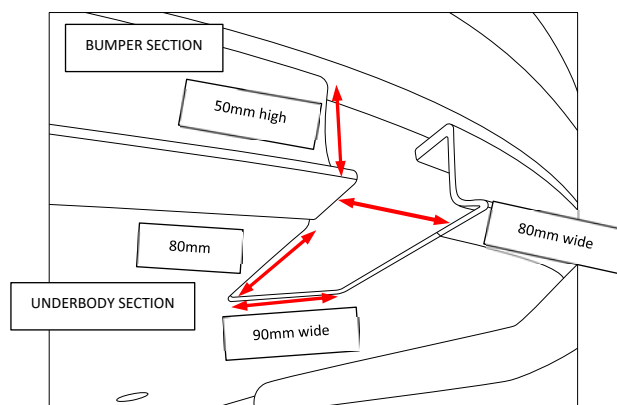 BUMPER SECTION
50mm high
80mm wide
80mm
UNDERBODY SECTION
90mm wide